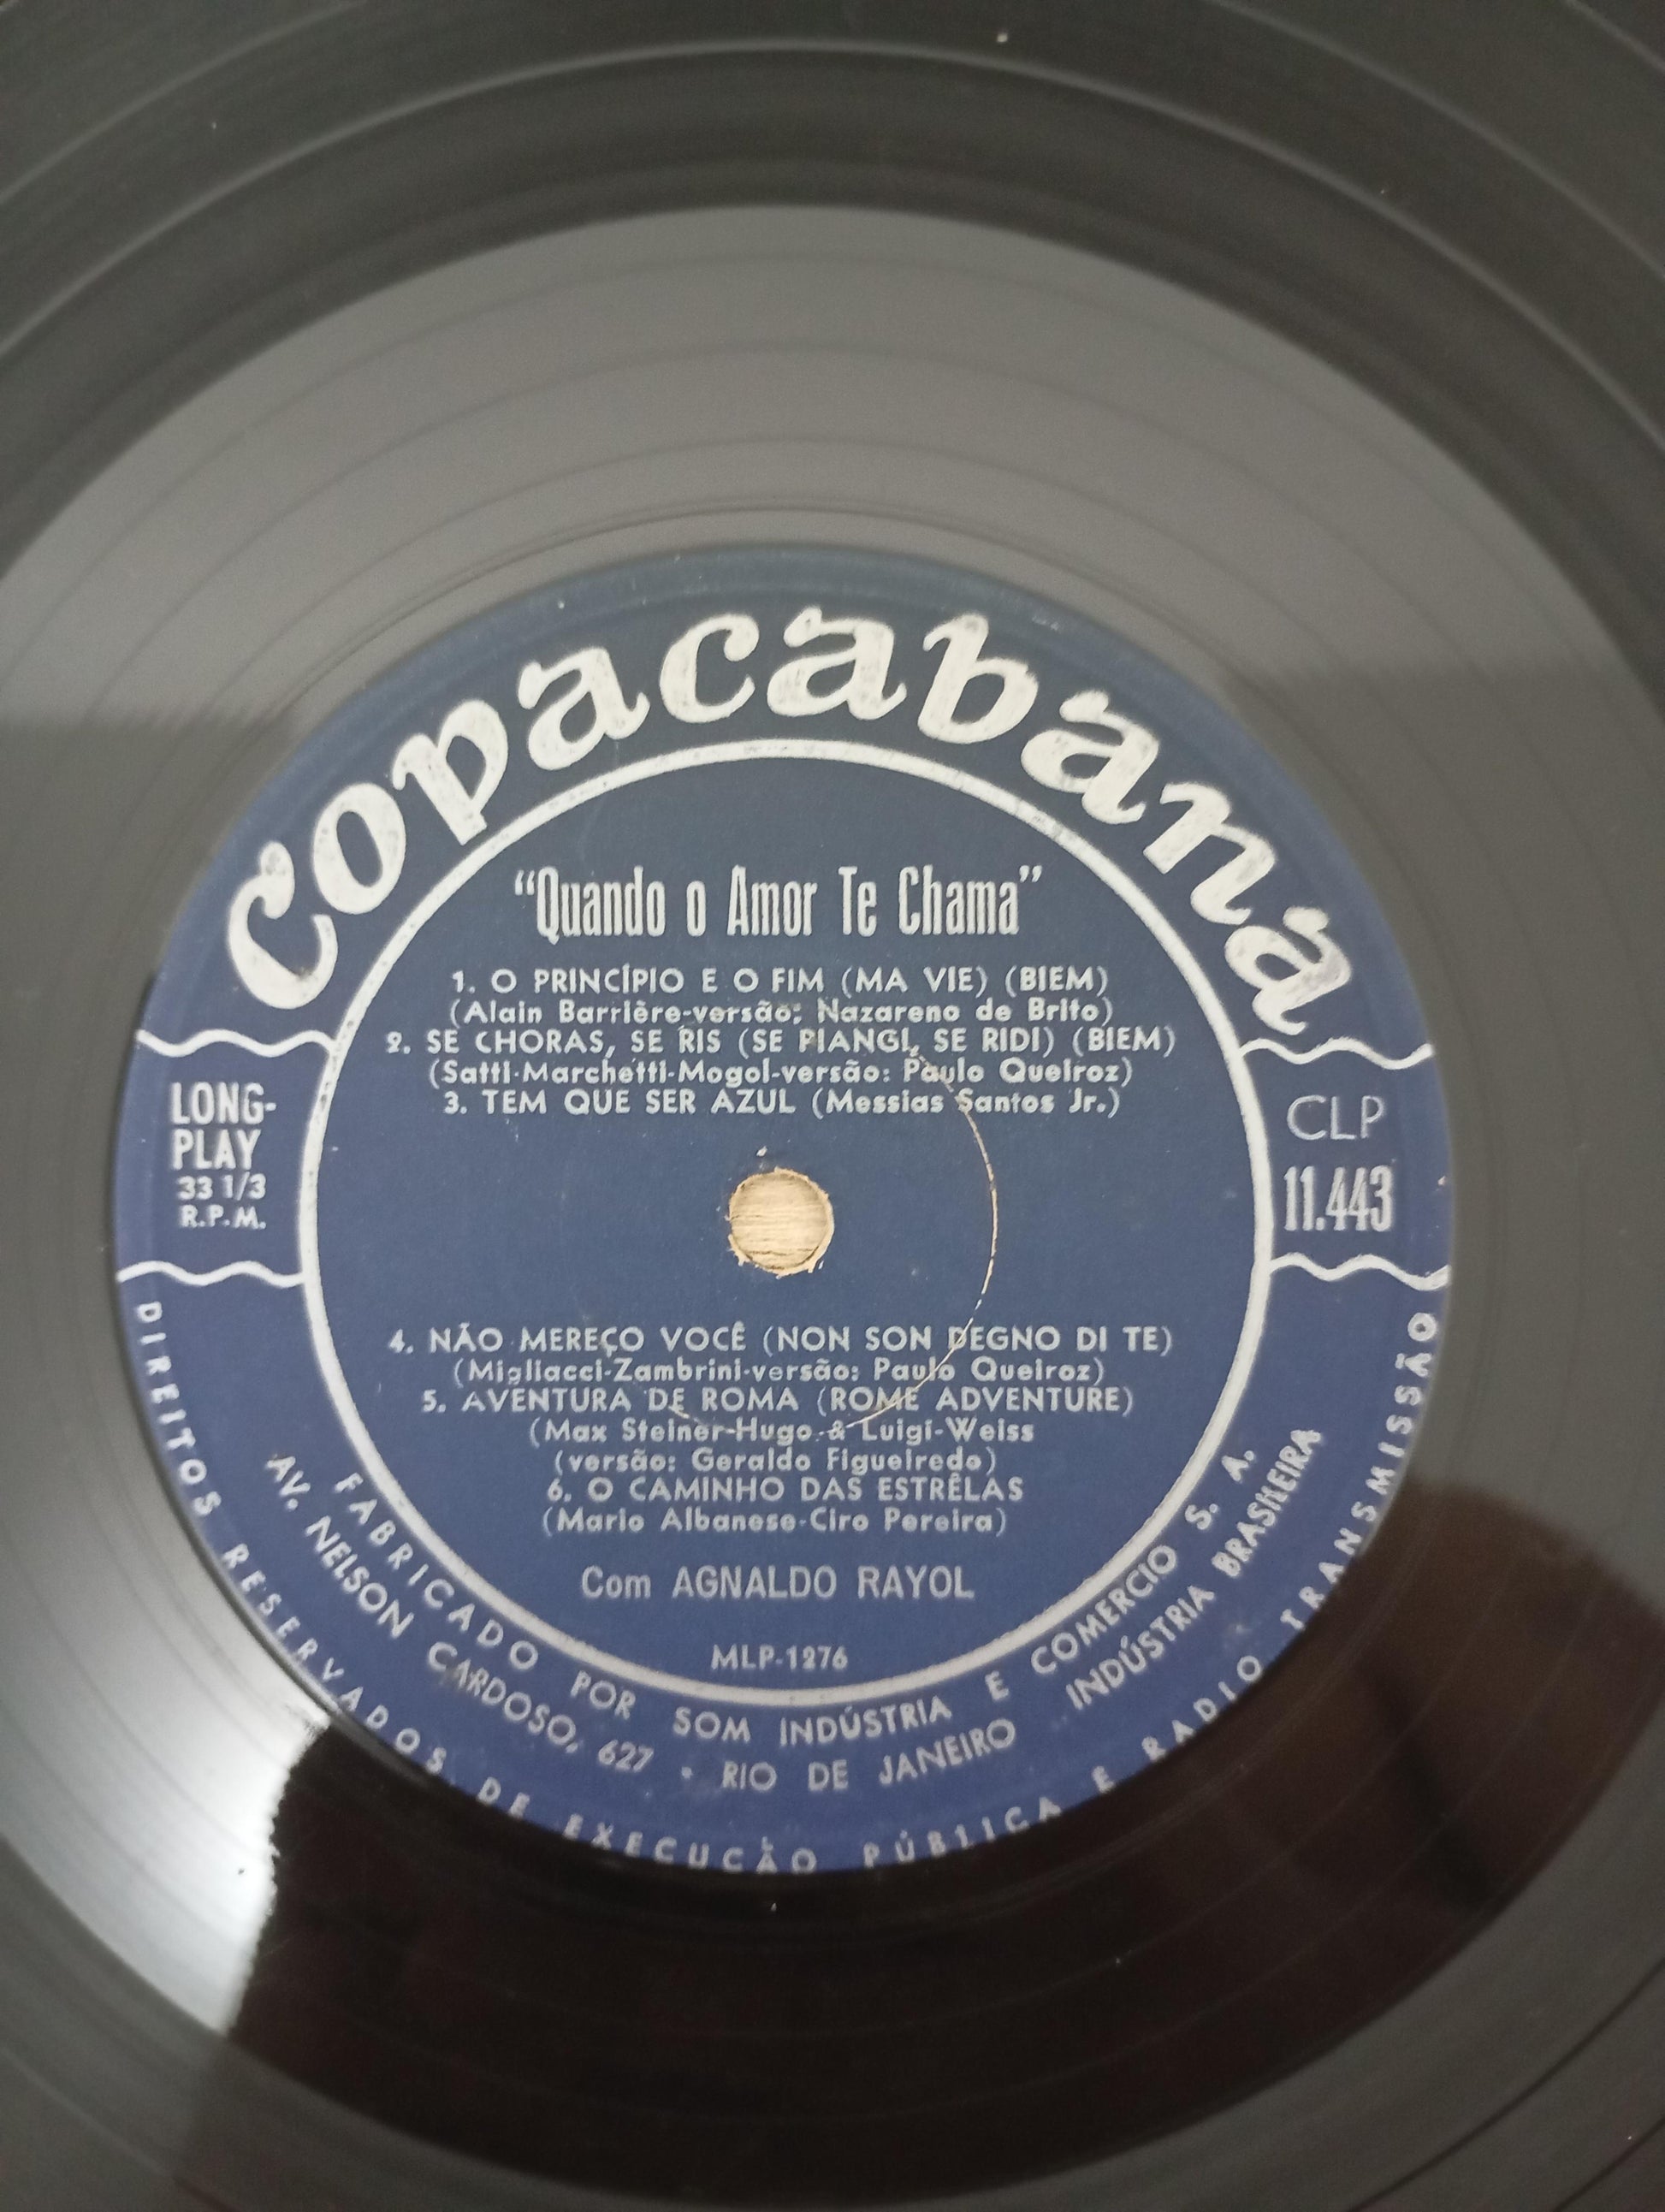 Copacabana
"Quando o Amor Te Chama"
1. O PRINCÍPIO E O FIM (MA VIE) (BIEM)
(Alain Barrière-versão: Nazareno de Brito)
2. SE CHORAS, SE RIS (SE PIANGI, SE RIDI) (BIEM)
(Satti-Marchetti-Mogol-versão: Paulo Queiroz)
3. TEM QUE SER AZUL (Messias Santos Jr.)
LONG-
PLAY
33 1/3
R.P.M.
CLP
11.443
4. NÃO MEREÇO VOCÊ (NON SON DEGNO DI TE)
(Migliacci-Zambrini-versão: Paulo Queiroz)
5. AVENTURA DE ROMA (ROME ADVENTURE)
(Max Steiner-Hugo & Luigi-Weiss
(versão: Geraldo Figueiredo)
6. O CAMINHO DAS ESTRÊLAS
(Mario Albanese-Ciro Pereira)
Com AGNALDO RAYOL
MLP-1276
FABRICADO POR SOM INDÚSTRIA E COMERCIO S. A.
AV. NELSON CARDOSO, 627 • RIO DE JANEIRO INDÚSTRIA BRASILEIRA
DIREITOS RESERVADOS DE EXECUÇÃO PÚBLICA E RADIO TRANSMISSÃO